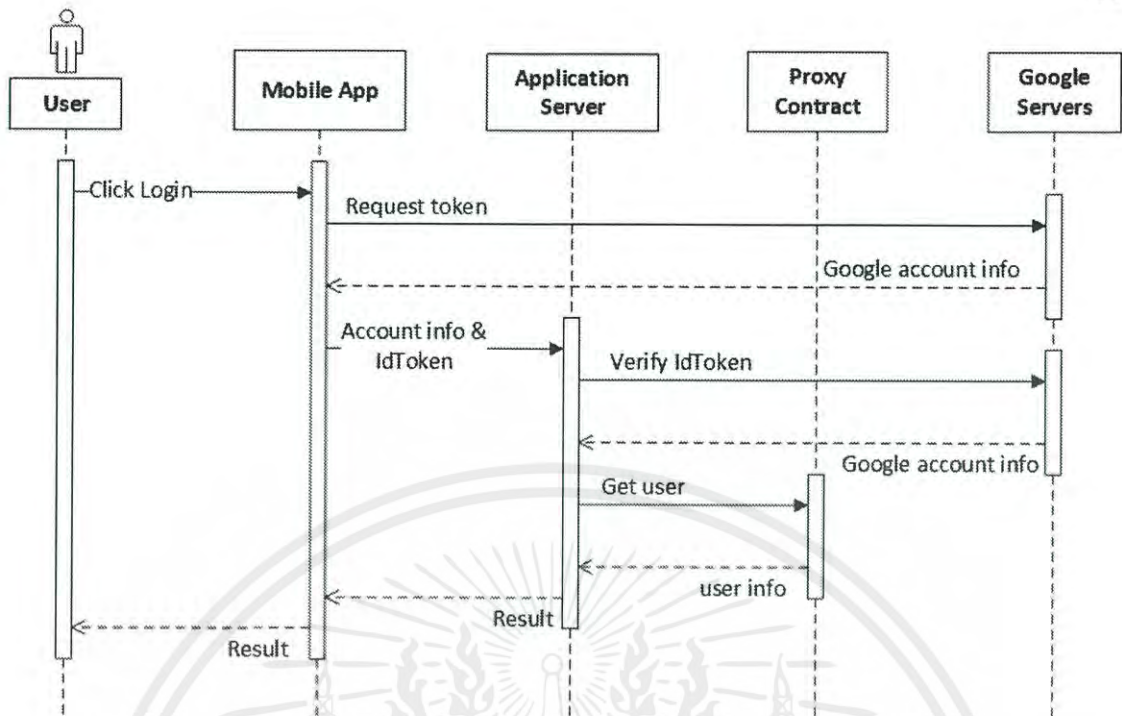 User
Mobile App
Application
Server
Proxy
Contract
Google
Servers
Click Login
Request token
Google account info
Account info &
IdToken
Verify IdToken
Google account info
Get user
user info
Result
Result